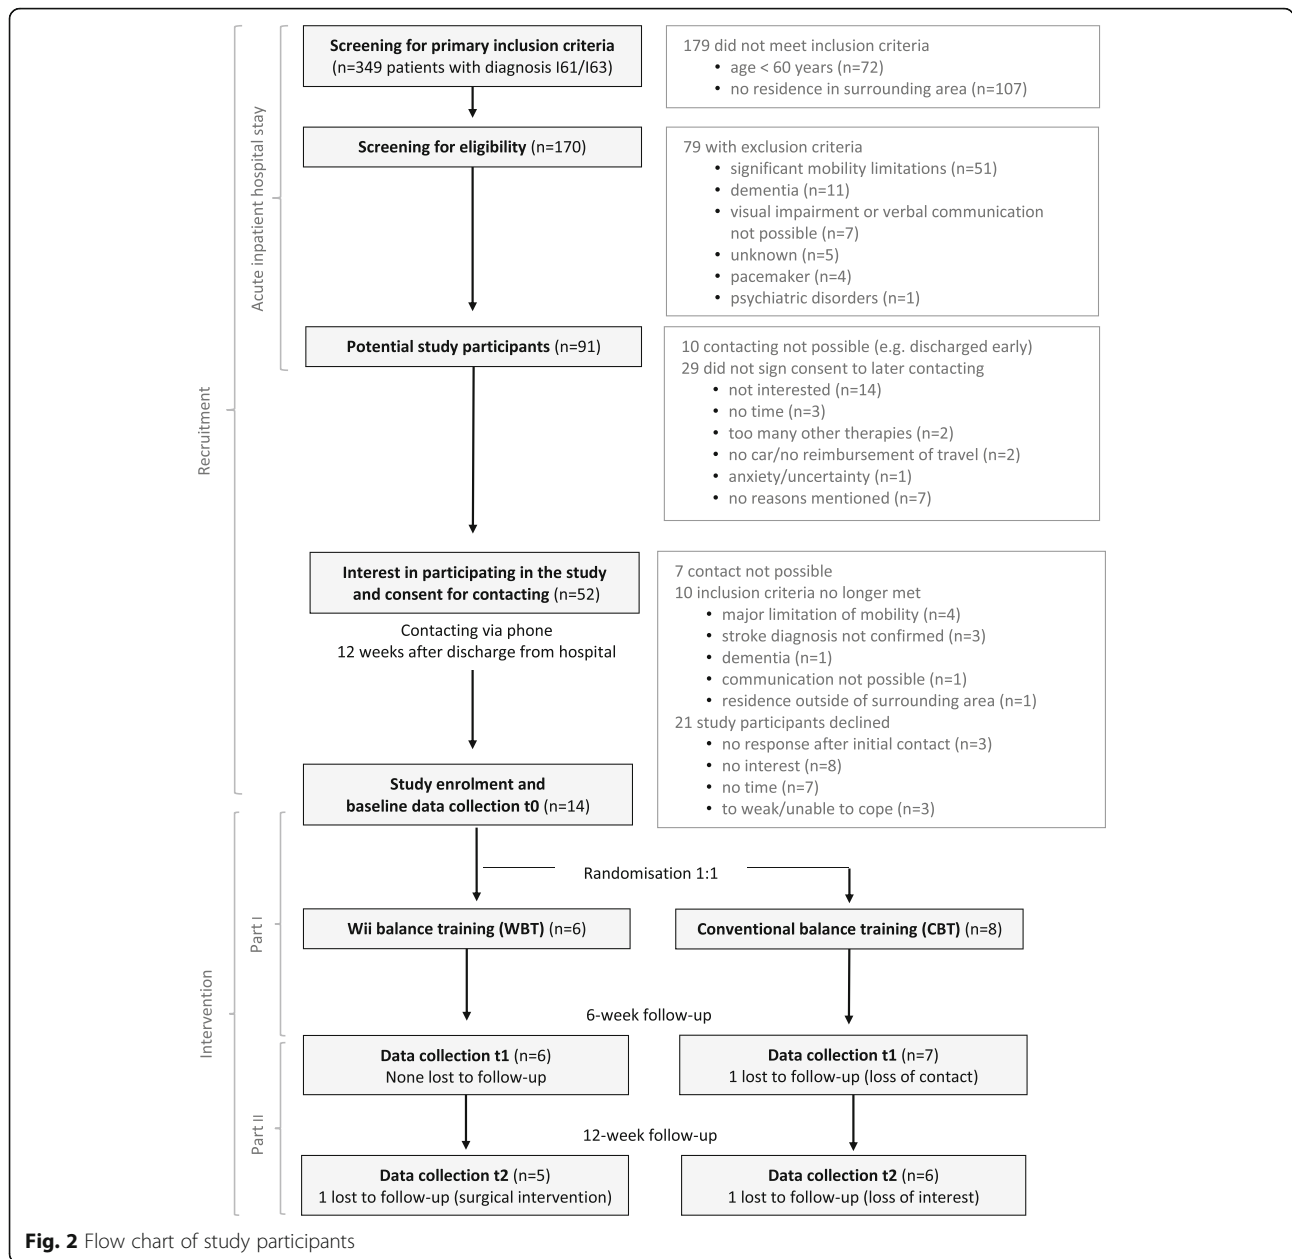 Screening for primary inclusion criteria
(n=349 patients with diagnosis I61/I63)
179 did not meet inclusion criteria
• age < 60 years (n=72)
• no residence in surrounding area (n=107)
Acute inpatient hospital stay
Screening for eligibility (n=170)
79 with exclusion criteria
• significant mobility limitations (n=51)
• dementia (n=11)
• visual impairment or verbal communication
not possible (n=7)
• unknown (n=5)
• pacemaker (n=4)
• psychiatric disorders (n=1)
Recruitment
Potential study participants (n=91)
10 contacting not possible (e.g. discharged early)
29 did not sign consent to later contacting
• not interested (n=14)
• no time (n=3)
• too many other therapies (n=2)
• no car/no reimbursement of travel (n=2)
• anxiety/uncertainty (n=1)
• no reasons mentioned (n=7)
Interest in participating in the study
and consent for contacting (n=52)
Contacting via phone
12 weeks after discharge from hospital
7 contact not possible
10 inclusion criteria no longer met
• major limitation of mobility (n=4)
• stroke diagnosis not confirmed (n=3)
• dementia (n=1)
• communication not possible (n=1)
• residence outside of surrounding area (n=1)
21 study participants declined
• no response after initial contact (n=3)
• no interest (n=8)
• no time (n=7)
• to weak/unable to cope (n=3)
Study enrolment and
baseline data collection t0 (n=14)
Randomisation 1:1
Intervention
Part I
Wii balance training (WBT) (n=6)
Conventional balance training (CBT) (n=8)
6-week follow-up
Part II
Data collection t1 (n=6)
None lost to follow-up
Data collection t1 (n=7)
1 lost to follow-up (loss of contact)
12-week follow-up
Data collection t2 (n=5)
1 lost to follow-up (surgical intervention)
Data collection t2 (n=6)
1 lost to follow-up (loss of interest)
Fig. 2 Flow chart of study participants